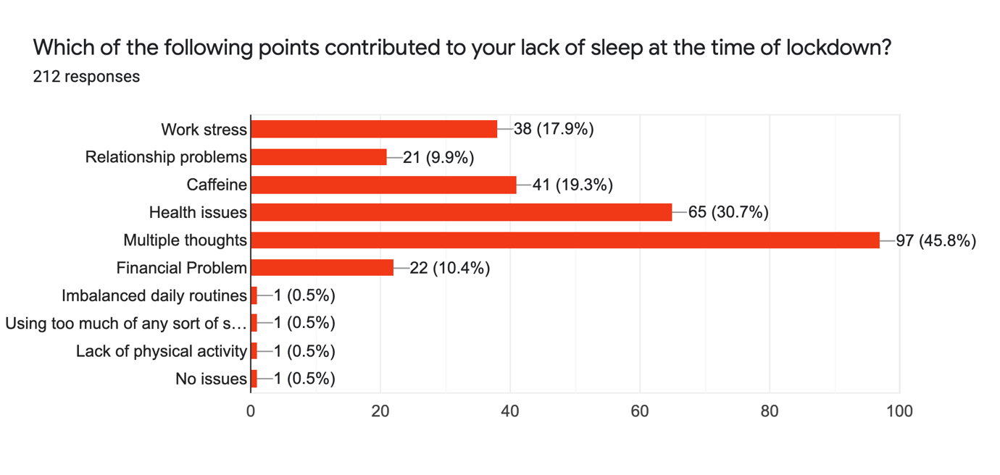 Which of the following points contributed to your lack of sleep at the time of lockdown?
212 responses
Work stress 38 (17.9%)
Relationship problems 21 (9.9%)
Caffeine 41 (19.3%)
Health issues 65 (30.7%)
Multiple thoughts 97 (45.8%)
Financial Problem 22 (10.4%)
Imbalanced daily routines 1 (0.5%)
Using too much of any sort of s... 1 (0.5%)
Lack of physical activity 1 (0.5%)
No issues 1 (0.5%)
0 20 40 60 80 100